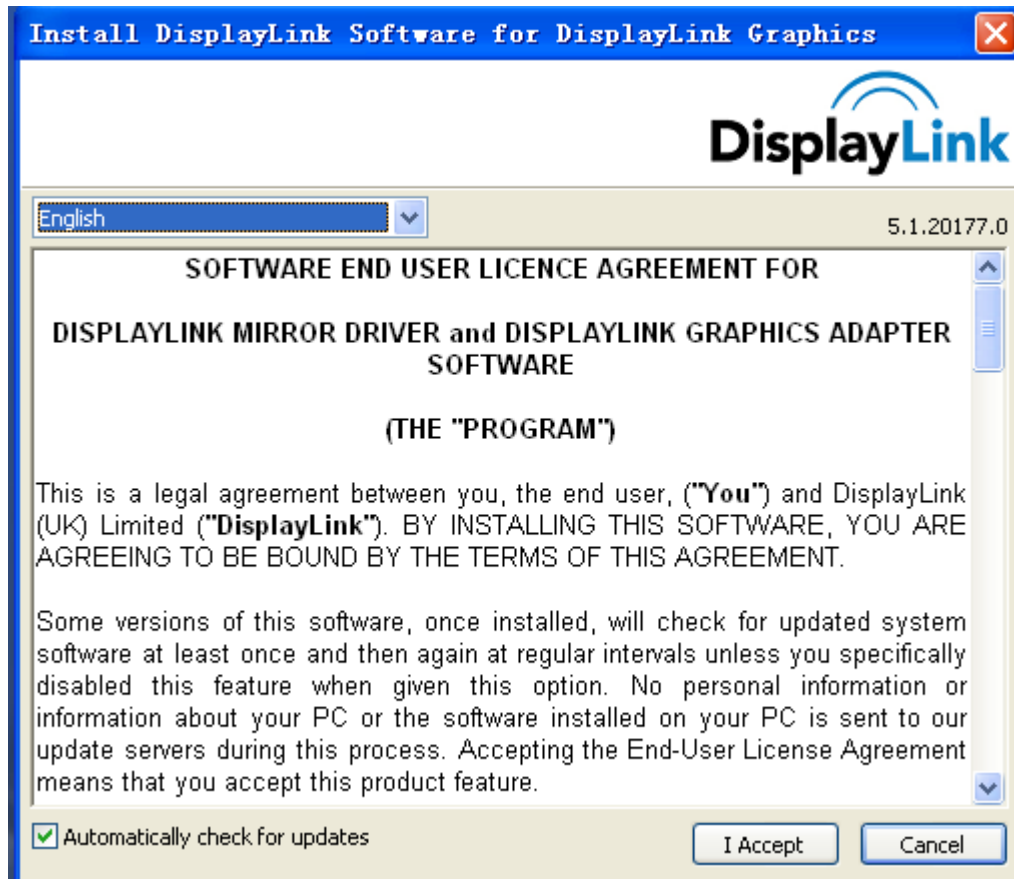 Install DisplayLink Software for DisplayLink Graphics
DisplayLink
English
5.1.20177.0
SOFTWARE END USER LICENCE AGREEMENT FOR
DISPLAYLINK MIRROR DRIVER and DISPLAYLINK GRAPHICS ADAPTER
SOFTWARE
(THE "PROGRAM")
This is a legal agreement between you, the end user, ("You") and DisplayLink
(UK) Limited ("DisplayLink"). BY INSTALLING THIS SOFTWARE, YOU ARE
AGREEING TO BE BOUND BY THE TERMS OF THIS AGREEMENT.
Some versions of this software, once installed, will check for updated system
software at least once and then again at regular intervals unless you specifically
disabled this feature when given this option. No personal information or
information about your PC or the software installed on your PC is sent to our
update servers during this process. Accepting the End-User License Agreement
means that you accept this product feature.
Automatically check for updates
I Accept
Cancel